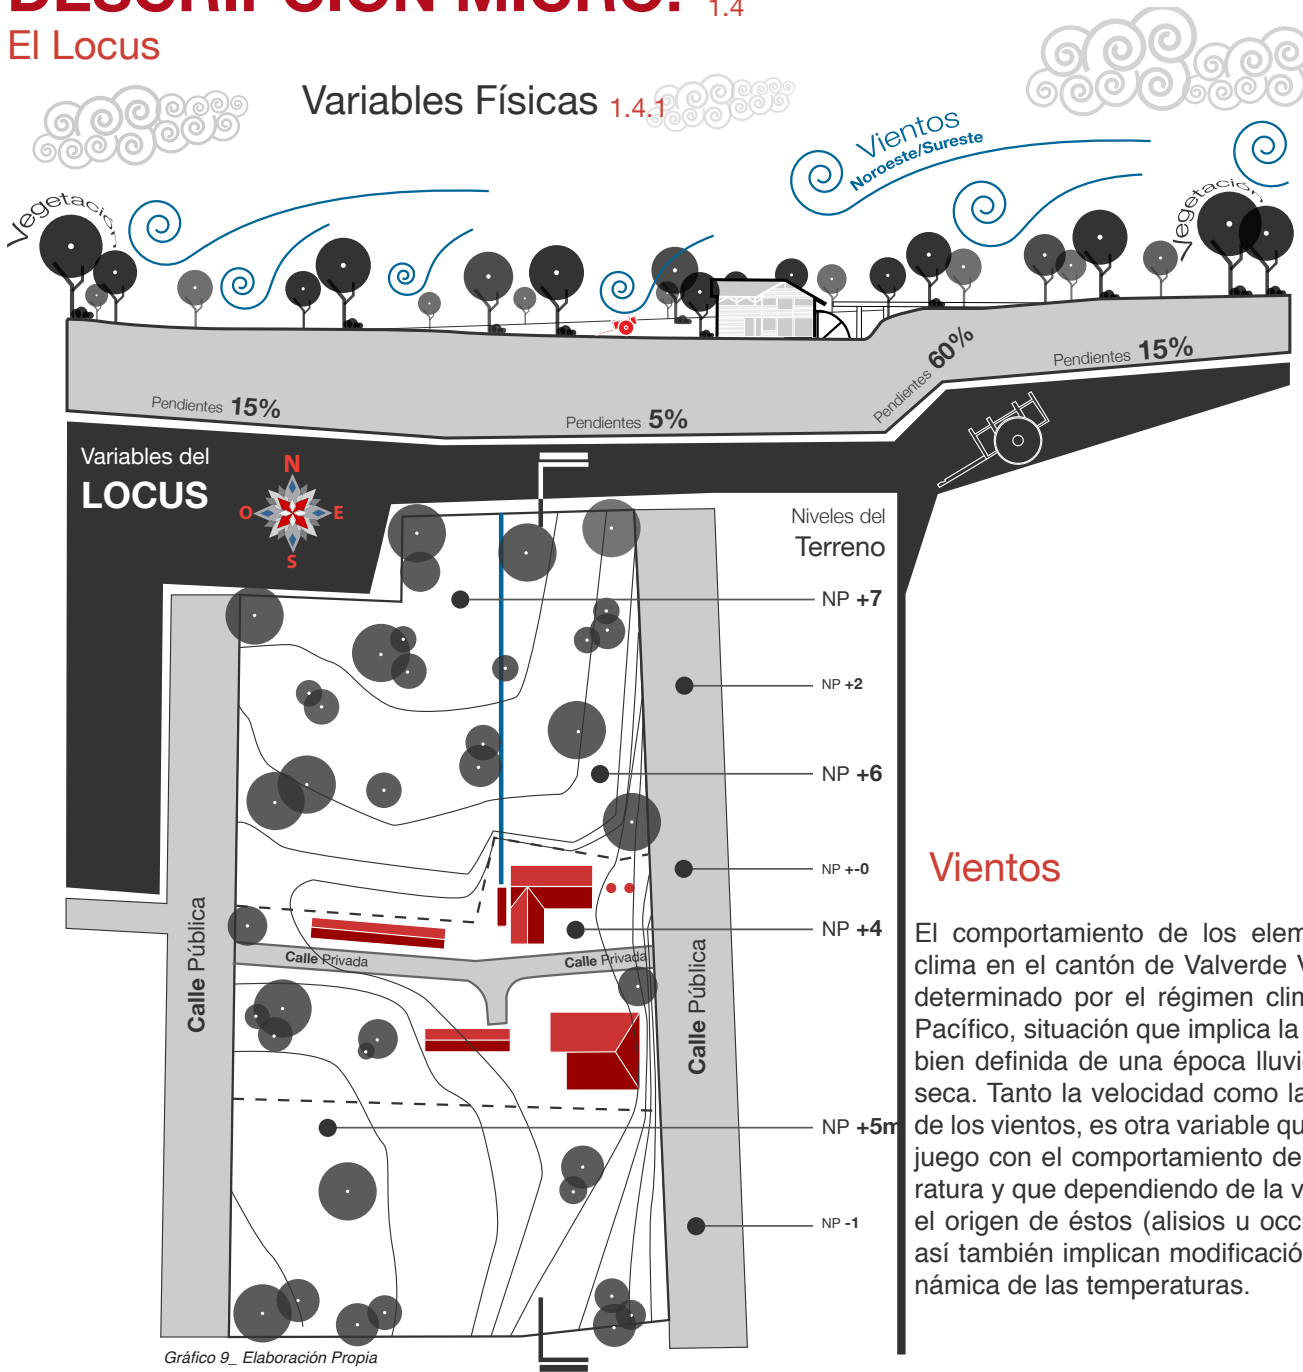 DESCRIPCIÓN MICRO: 1.4
El Locus
Variables Físicas 1.4.1
Vientos
Noroeste/Sureste
Vegetación
Vegetación
Pendientes 15%
Pendientes 5%
Pendientes 60%
Pendientes 15%
Variables del
LOCUS
N
O
E
S
Niveles del
Terreno
NP +7
NP +2
NP +6
NP +-0
NP +4
NP +5m
NP -1
Calle Pública
Calle Privada
Calle Privada
Calle Pública
Gráfico 9_ Elaboración Propia
Vientos
El comportamiento de los elem
clima en el cantón de Valverde V
determinado por el régimen clim
Pacífico, situación que implica la
bien definida de una época lluvi
seca. Tanto la velocidad como la
de los vientos, es otra variable qu
juego con el comportamiento de
ratura y que dependiendo de la v
el origen de éstos (alisios u occi
así también implican modificació
námica de las temperaturas.